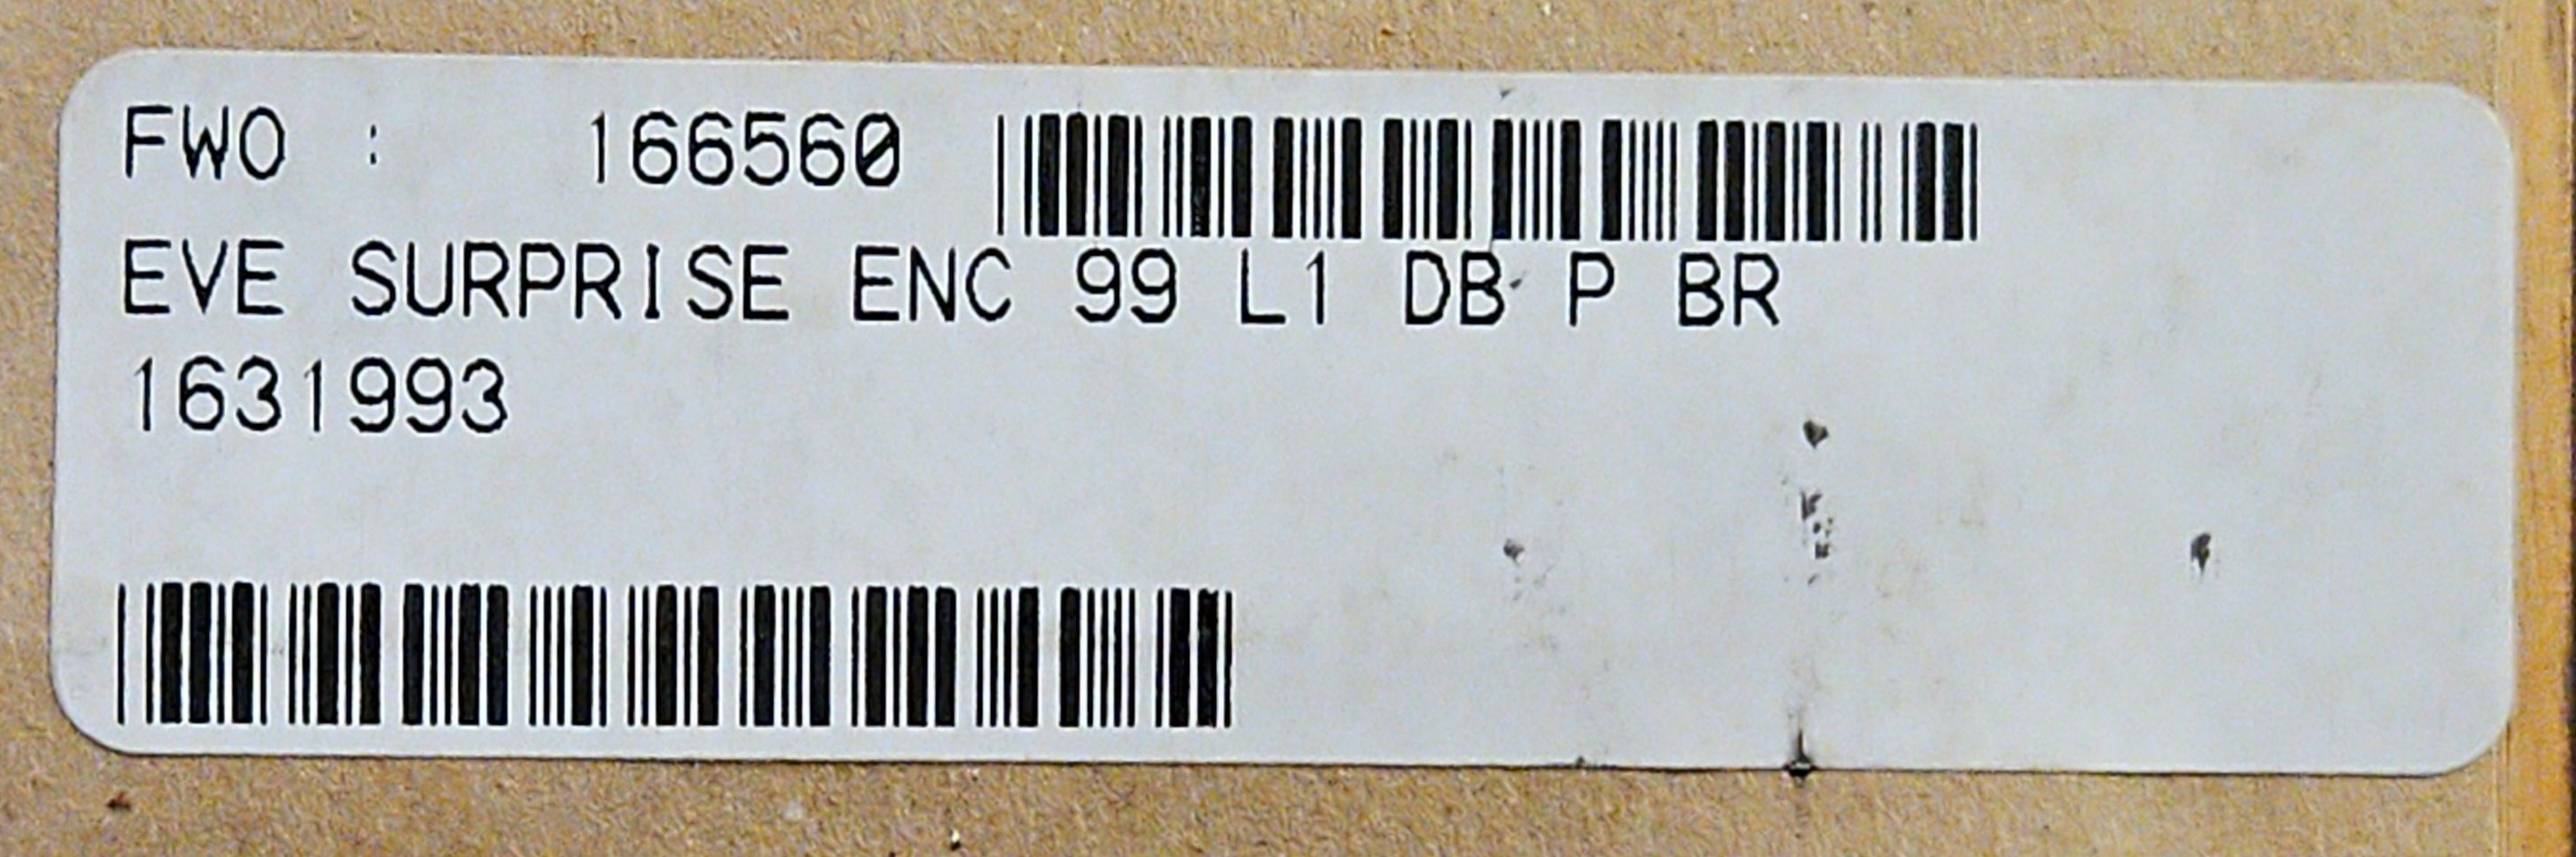 FWO : 166560
EVE SURPRISE ENC 99 L1 DB P BR
1631993